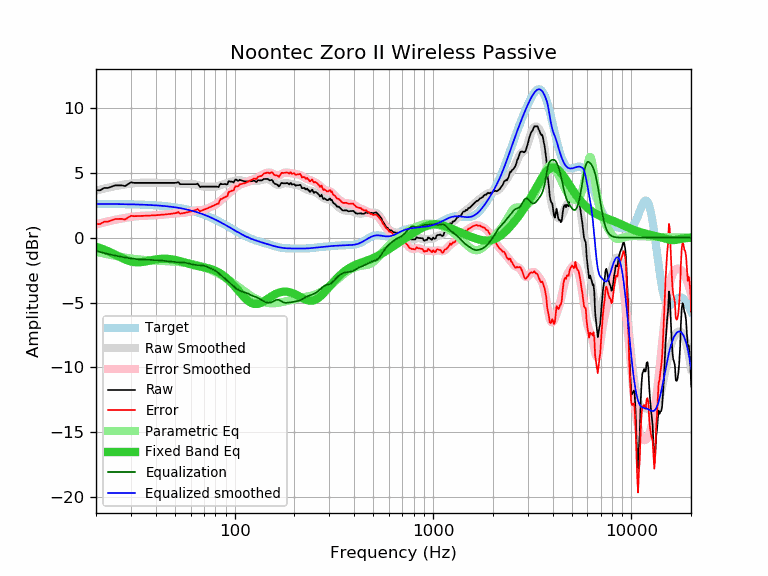 Noontec Zoro II Wireless Passive
Amplitude (dBr)
10
5
0
−5
−10
−15
−20
Target
Raw Smoothed
Error Smoothed
Raw
Error
Parametric Eq
Fixed Band Eq
Equalization
Equalized smoothed
100
1000
10000
Frequency (Hz)